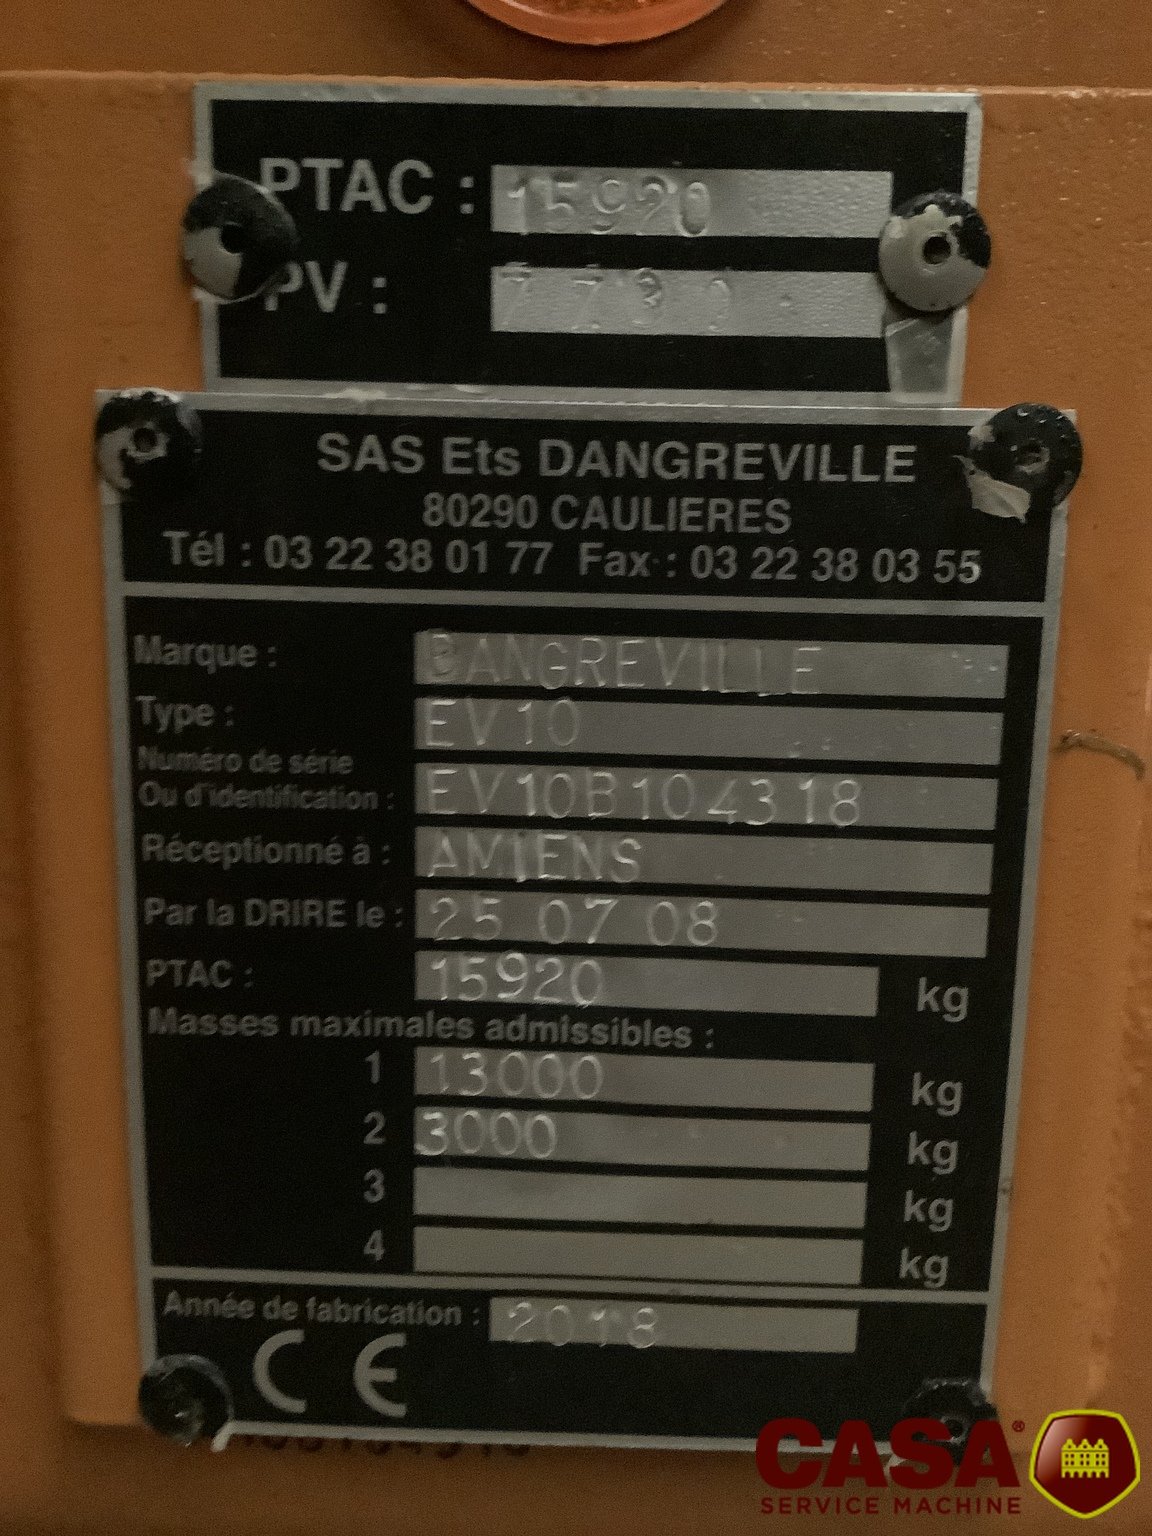 PTAC : 15920
PV :
SAS Ets DANGREVILLE
80290 CAULIERES
Tél : 03 22 38 01 77 Fax : 03 22 38 03 55
Marque : DANGREVILLE
Type : EV10
Numéro de série
Ou d'identification : EV10B104318
Réceptionné à : AMIENS
Par la DRIRE le : 25 07 08
PTAC : 15920 kg
Masses maximales admissibles :
1 13000 kg
2 3000 kg
3 kg
4 kg
Année de fabrication : 2018
CE
CASA®
SERVICE MACHINE